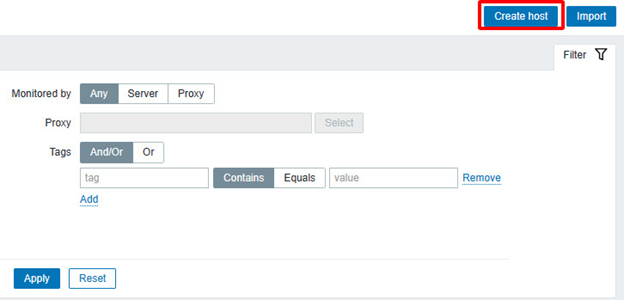 Create host Import
Filter
Monitored by Any Server Proxy
Proxy Select
Tags And/Or Or
tag Contains Equals value Remove
Add
Apply Reset